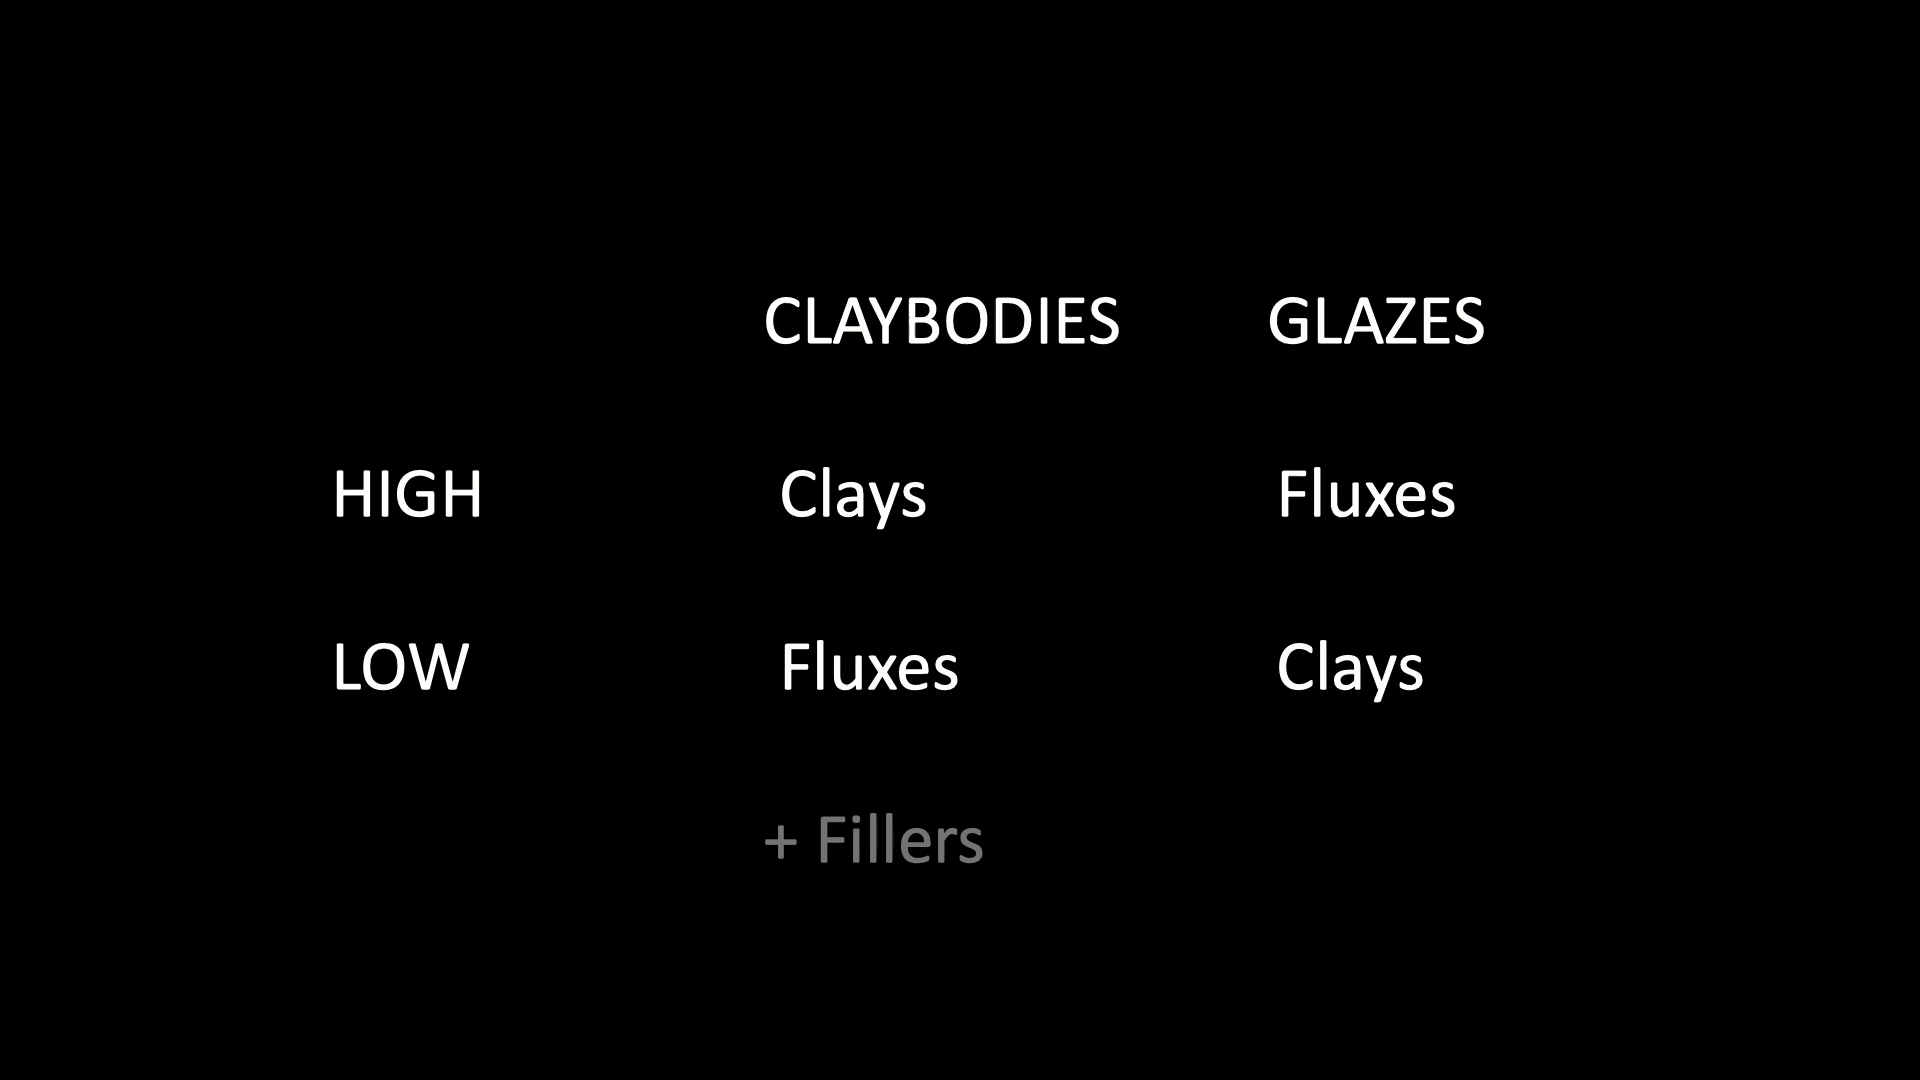 CLAYBODIES GLAZES
HIGH Clays Fluxes
LOW Fluxes Clays
+ Fillers